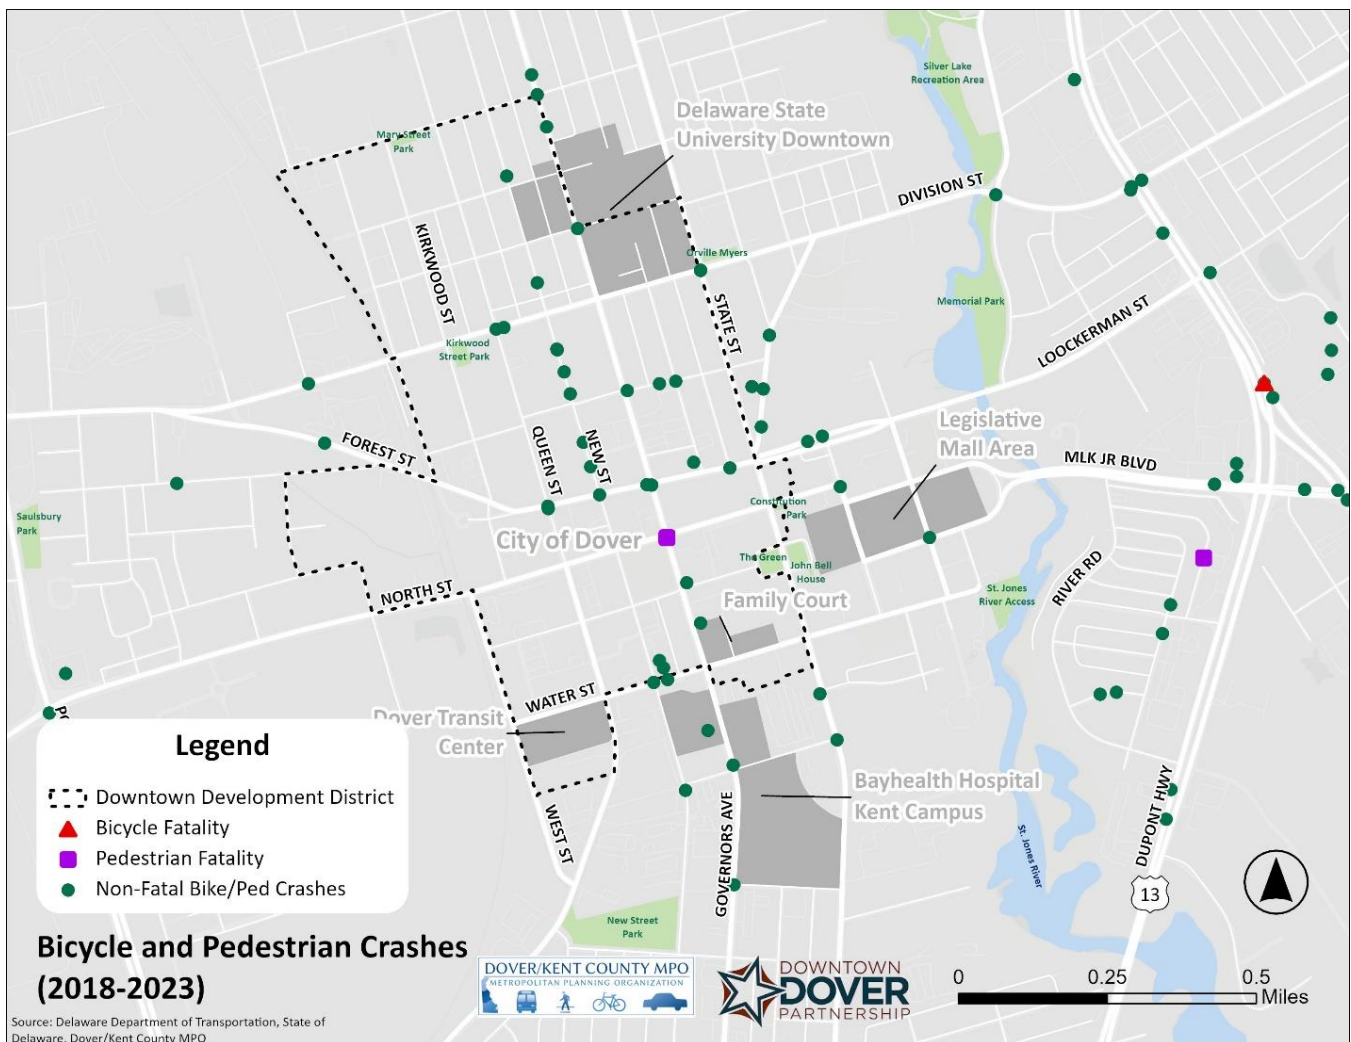 Silver Lake
Recreation Area
Delaware State
University Downtown
Mary Street
Park
DIVISION ST
KIRKWOOD ST
Orville Myers
STATE ST
Memorial Park
LOOCKERMAN ST
Kirkwood
Street Park
Legislative
Mall Area
FOREST ST
QUEEN ST
NEW ST
MLK JR BLVD
Saulsbury
Park
Constitution
Park
City of Dover
The Green
John Bell
House
RIVER RD
St. Jones
River Access
NORTH ST
Family Court
WATER ST
Dover Transit
Center
Bayhealth Hospital
Kent Campus
WEST ST
GOVERNORS AVE
DUPONT HWY
St. Jones River
13
New Street
Park
Legend
Downtown Development District
Bicycle Fatality
Pedestrian Fatality
Non-Fatal Bike/Ped Crashes
Bicycle and Pedestrian Crashes
(2018-2023)
DOVER/KENT COUNTY MPO
METROPOLITAN PLANNING ORGANIZATION
DOWNTOWN
DOVER
PARTNERSHIP
0 0.25 0.5
Miles
Source: Delaware Department of Transportation, State of
Delaware, Dover/Kent County MPO